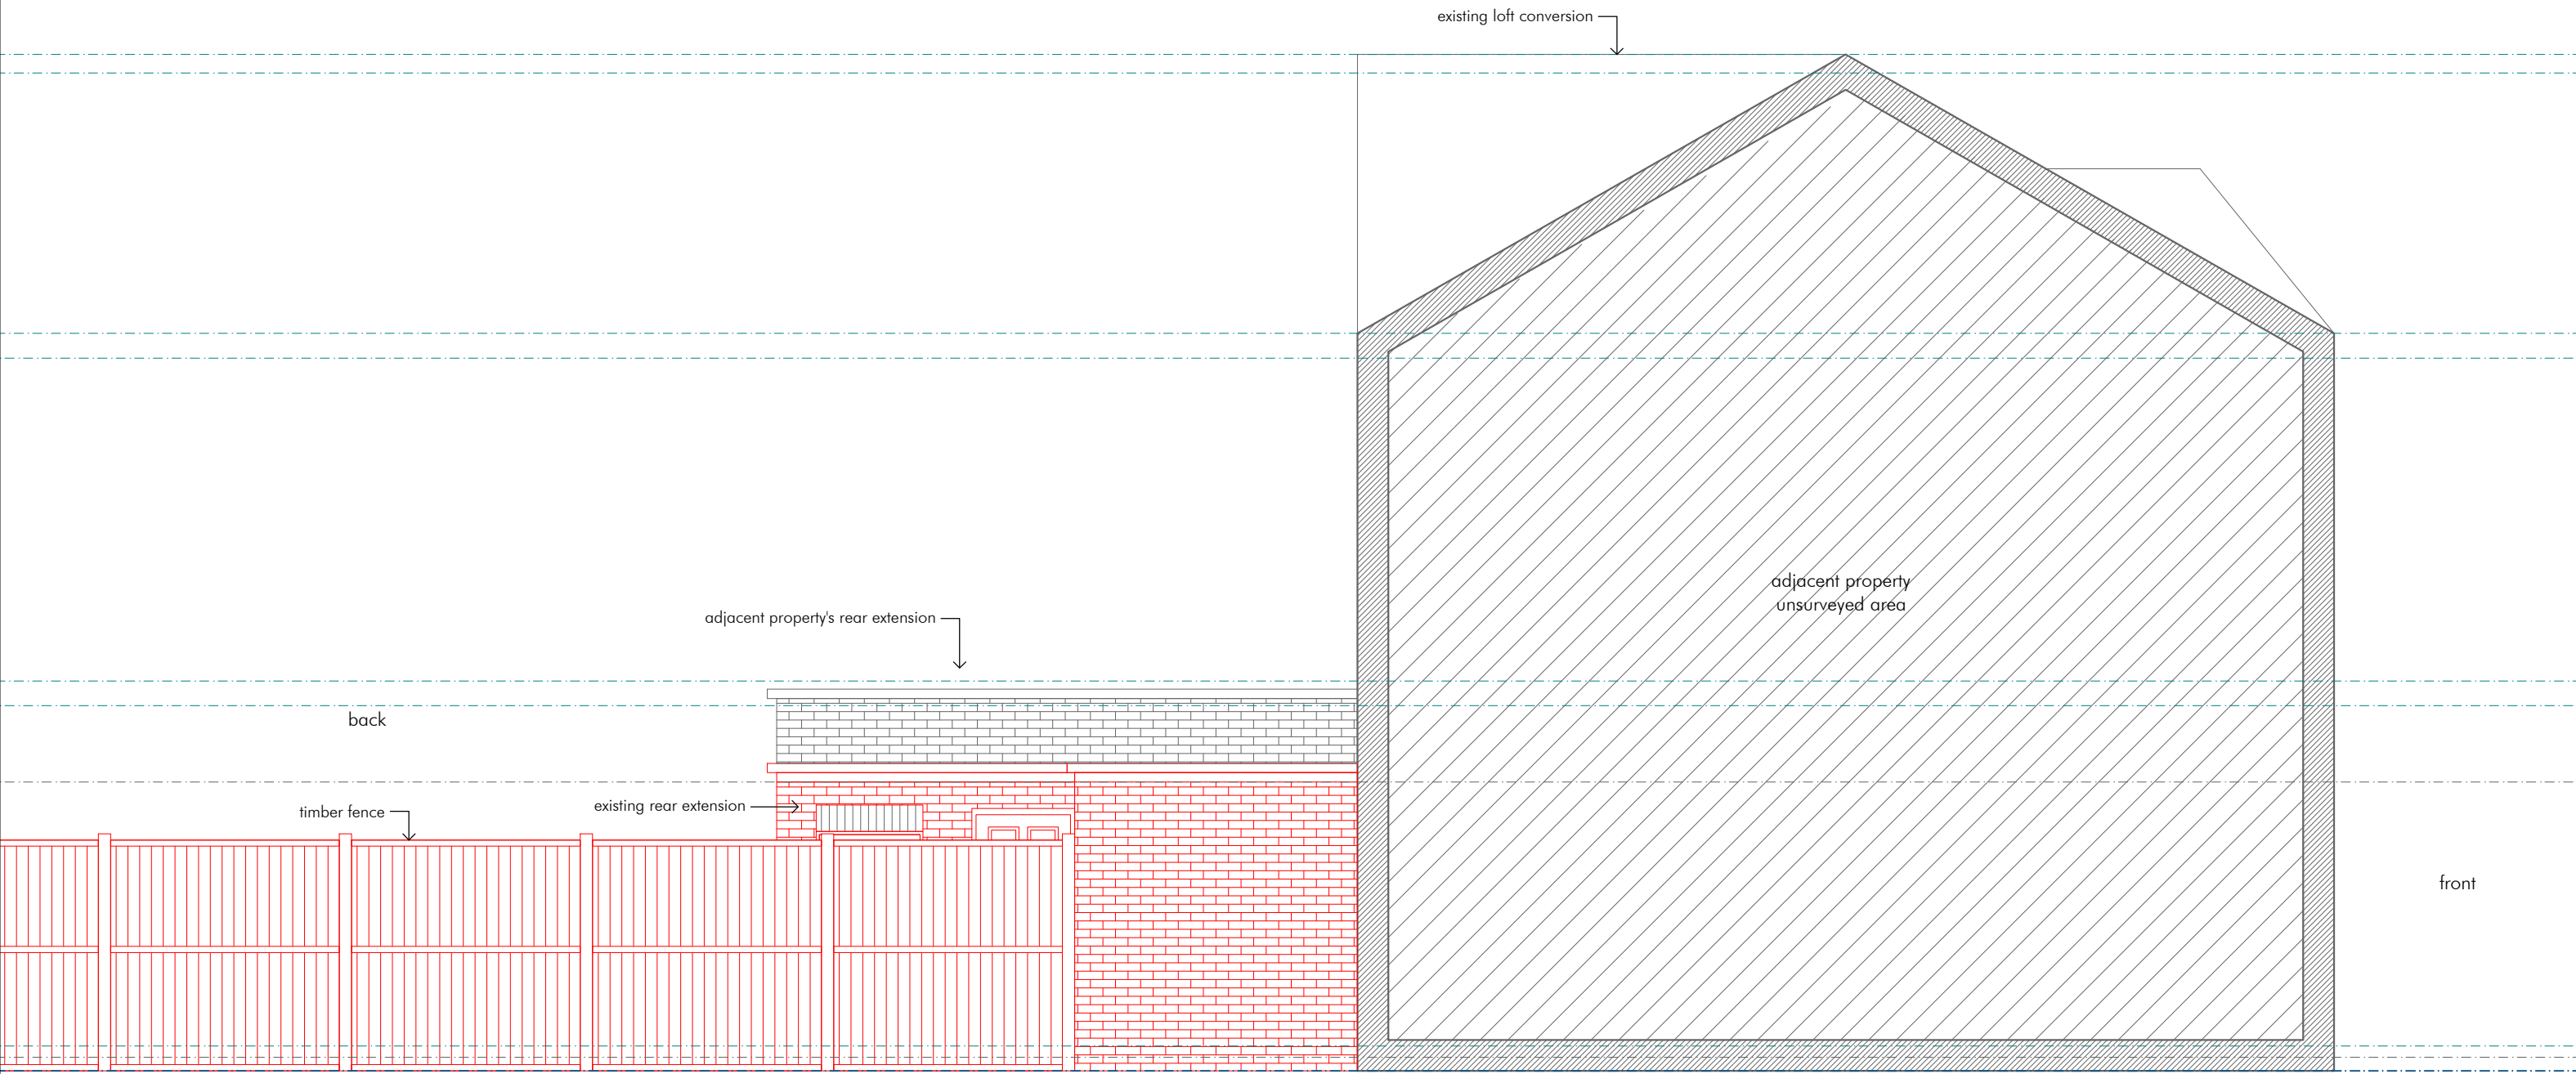 existing loft conversion
adjacent property
unsurveyed area
adjacent property's rear extension
back
existing rear extension
timber fence
front